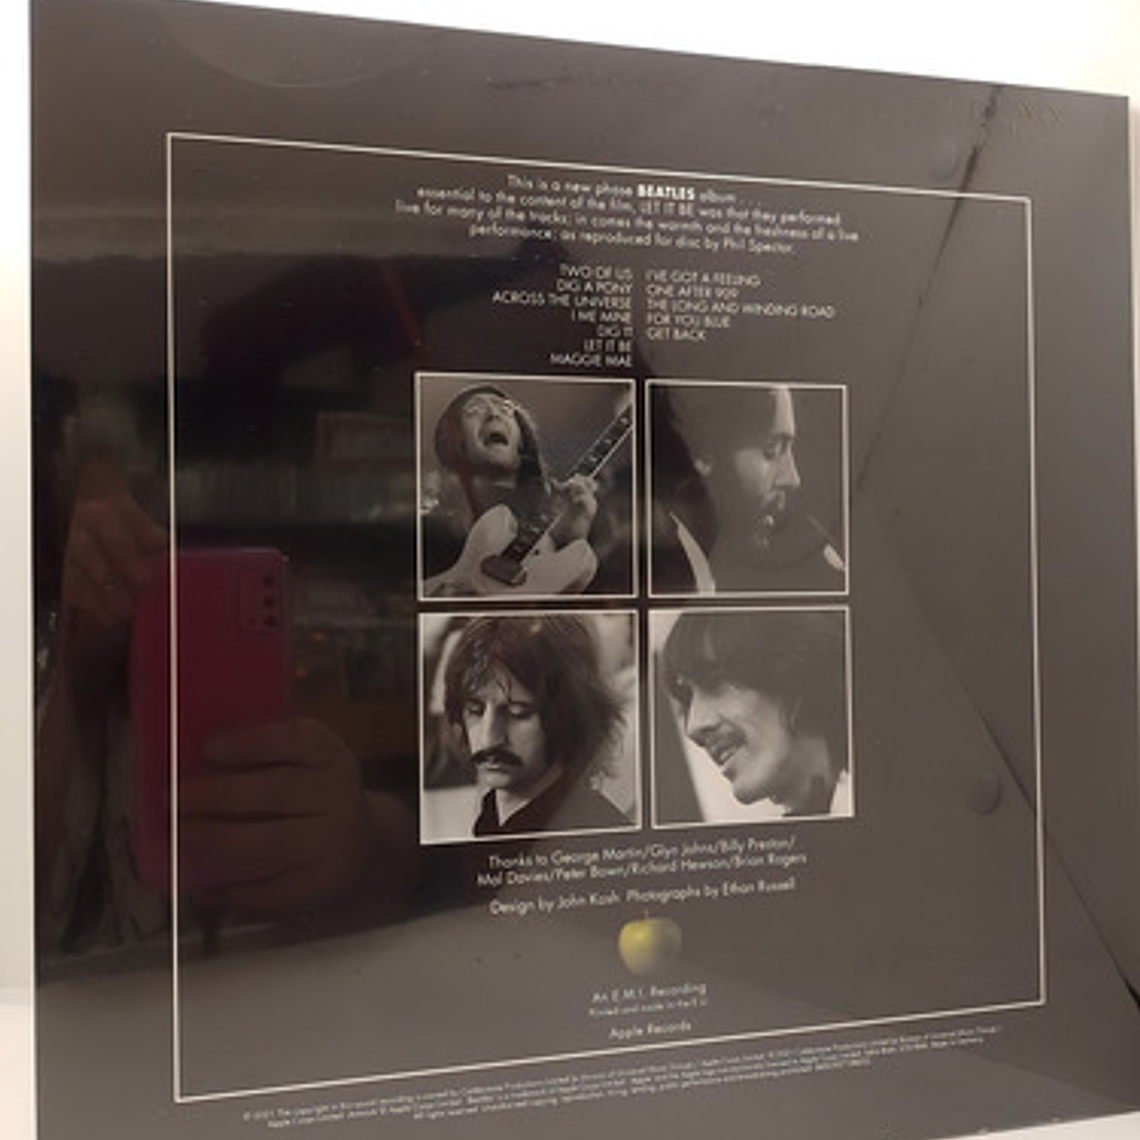 This is a new phase BEATLES album . . .
essential to the content of the film, LET IT BE was that they performed
live for many of the tracks; in comes the warmth and the freshness of a live
performance; as reproduced for disc by Phil Spector.
TWO OF US
DIG A PONY
ACROSS THE UNIVERSE
I ME MINE
DIG IT
LET IT BE
MAGGIE MAE
I'VE GOT A FEELING
ONE AFTER 909
THE LONG AND WINDING ROAD
FOR YOU BLUE
GET BACK
Thanks to George Martin/Glyn Johns/Billy Preston/
Mal Davies/Peter Bown/Richard Hewson/Brian Rogers
Design by John Kosh Photographs by Ethan Russell
An E.M.I. Recording
Printed and made in the E.U.
Apple Records